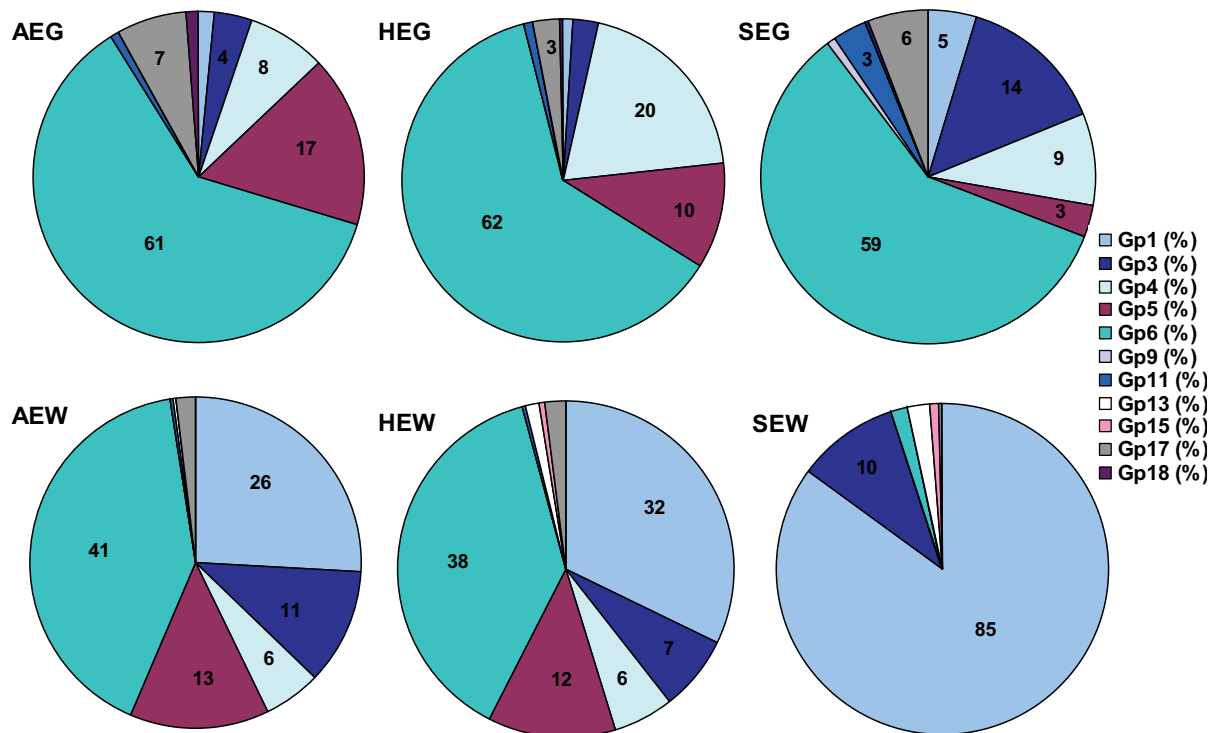 AEG
4
8
17
61
7
HEG
20
10
62
3
SEG
5
14
9
3
59
3
6
Gp1 (%)
Gp3 (%)
Gp4 (%)
Gp5 (%)
Gp6 (%)
Gp9 (%)
Gp11 (%)
Gp13 (%)
Gp15 (%)
Gp17 (%)
Gp18 (%)
AEW
26
11
6
13
41
HEW
32
7
6
12
38
SEW
10
85